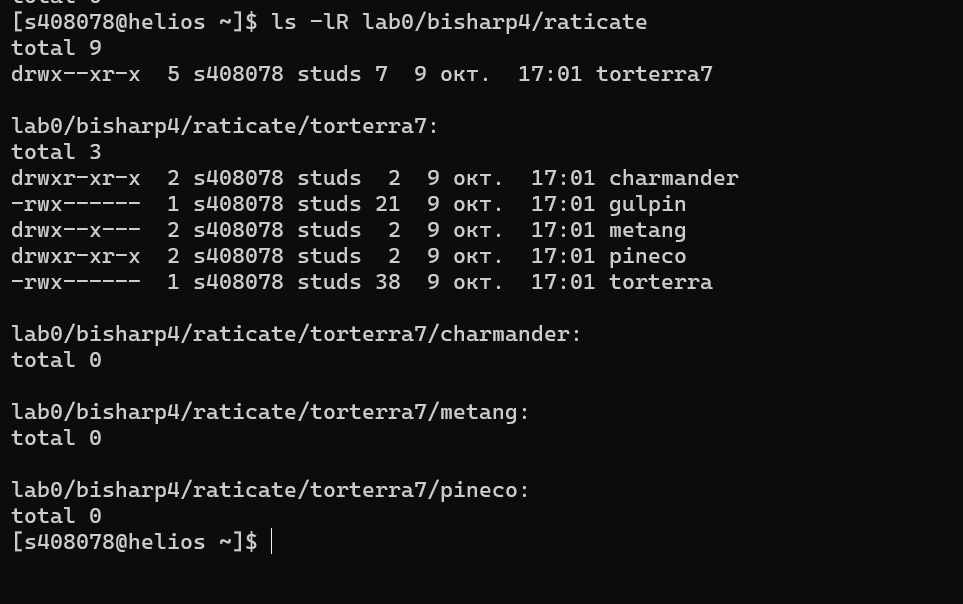 [s408078@helios ~]$ ls -lR lab0/bisharp4/raticate
total 9
drwx--xr-x  5 s408078 studs 7  9 окт.  17:01 torterra7

lab0/bisharp4/raticate/torterra7:
total 3
drwxr-xr-x  2 s408078 studs  2  9 окт.  17:01 charmander
-rwx------  1 s408078 studs 21  9 окт.  17:01 gulpin
drwx--x---  2 s408078 studs  2  9 окт.  17:01 metang
drwxr-xr-x  2 s408078 studs  2  9 окт.  17:01 pineco
-rwx------  1 s408078 studs 38  9 окт.  17:01 torterra

lab0/bisharp4/raticate/torterra7/charmander:
total 0

lab0/bisharp4/raticate/torterra7/metang:
total 0

lab0/bisharp4/raticate/torterra7/pineco:
total 0
[s408078@helios ~]$